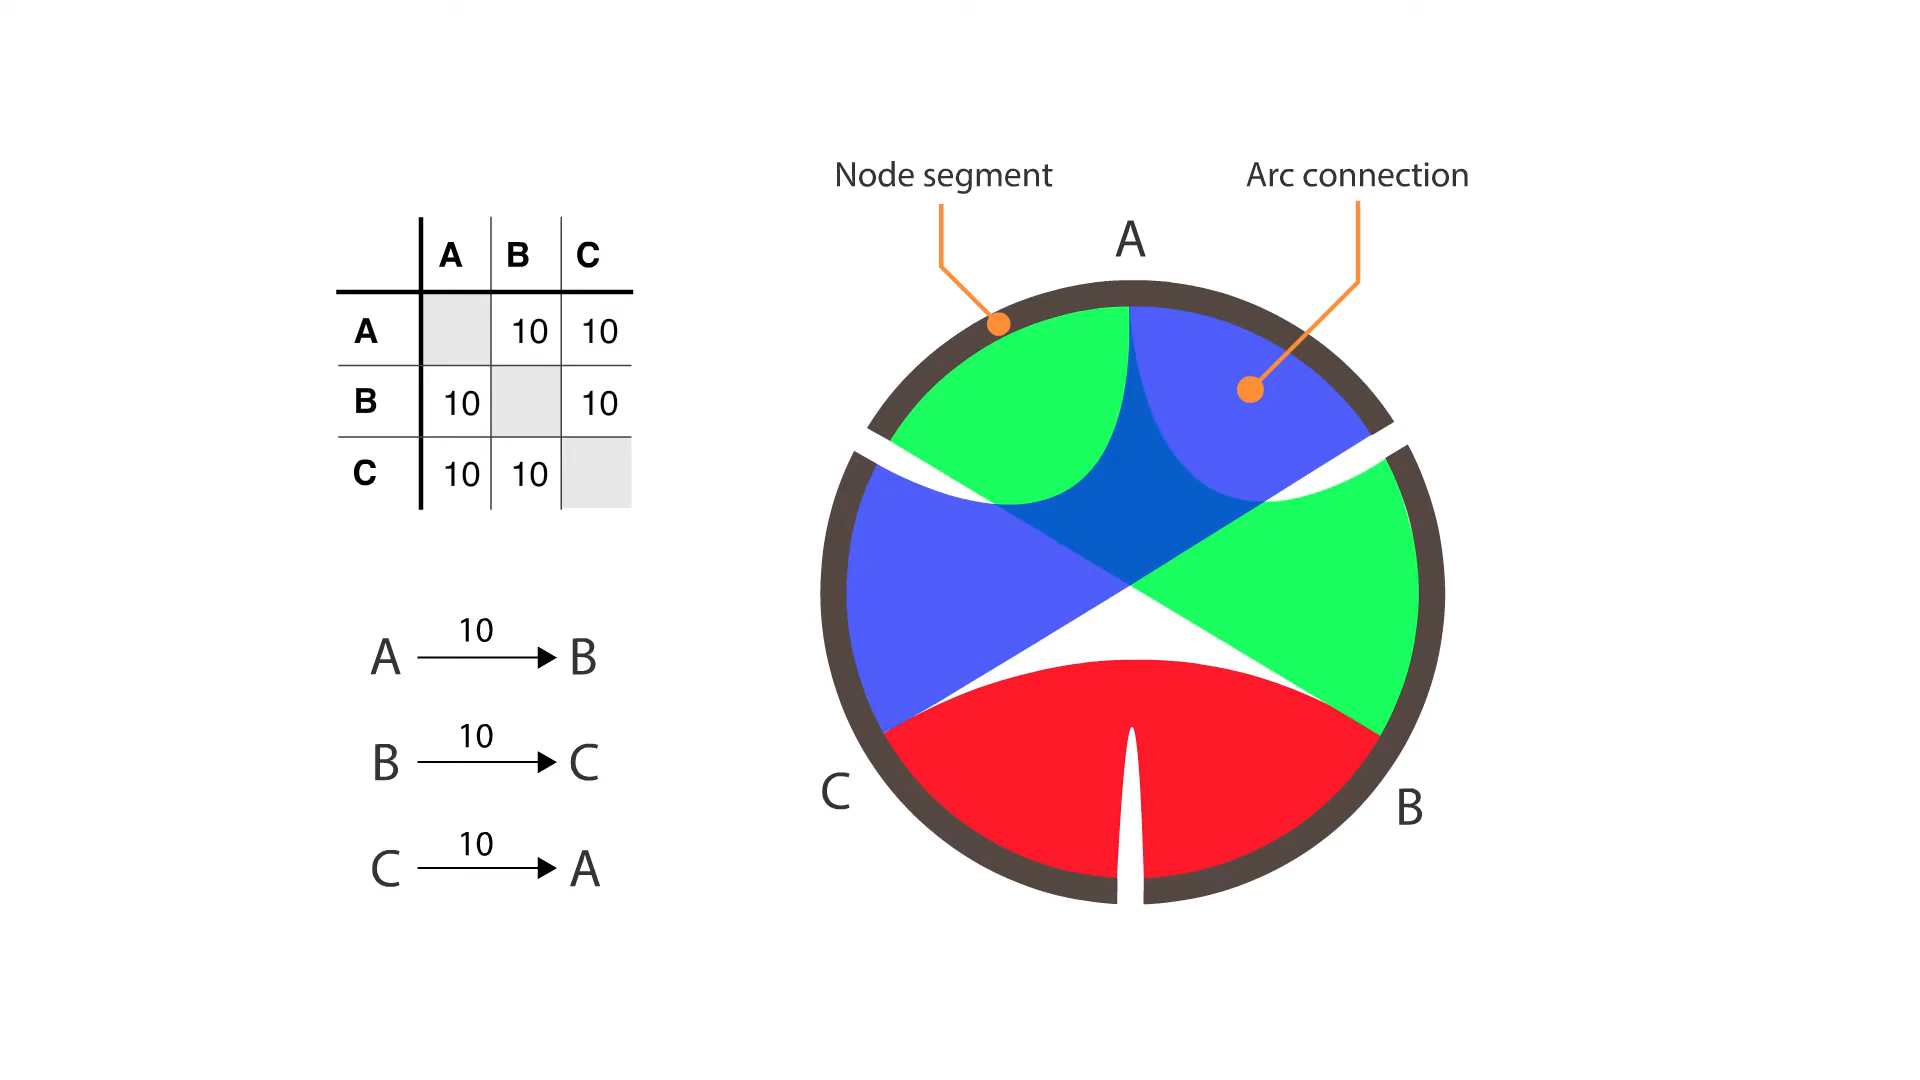 A B C
A 10 10
B 10 10
C 10 10
10
A B
10
B C
10
C A
Node segment
Arc connection
A
C
B